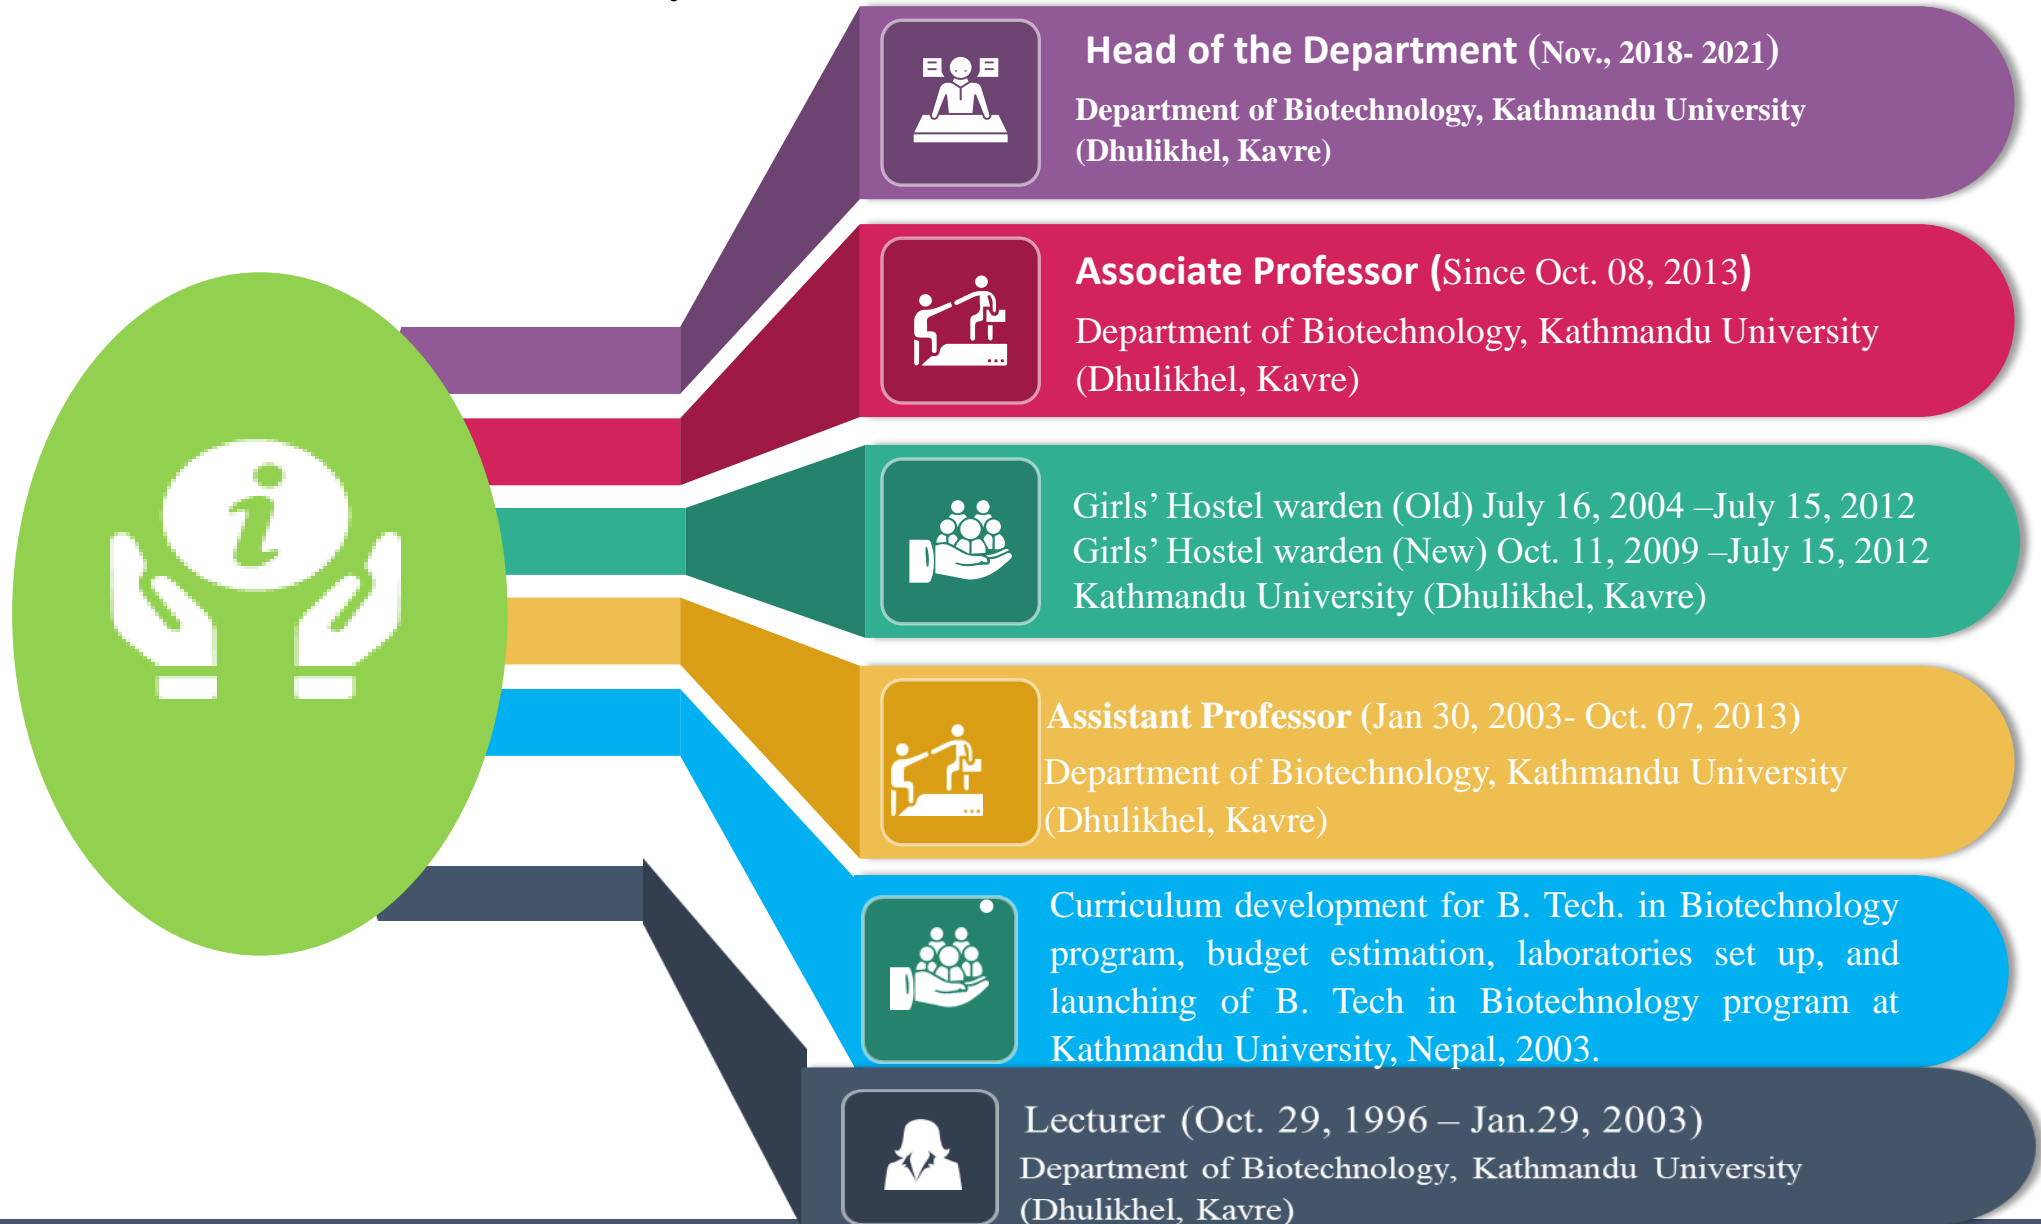 Head of the Department (Nov., 2018- 2021)
Department of Biotechnology, Kathmandu University
(Dhulikhel, Kavre)
Associate Professor (Since Oct. 08, 2013)
Department of Biotechnology, Kathmandu University
(Dhulikhel, Kavre)
Girls’ Hostel warden (Old) July 16, 2004 –July 15, 2012
Girls’ Hostel warden (New) Oct. 11, 2009 –July 15, 2012
Kathmandu University (Dhulikhel, Kavre)
Assistant Professor (Jan 30, 2003- Oct. 07, 2013)
Department of Biotechnology, Kathmandu University
(Dhulikhel, Kavre)
Curriculum development for B. Tech. in Biotechnology
program, budget estimation, laboratories set up, and
launching of B. Tech in Biotechnology program at
Kathmandu University, Nepal, 2003.
Lecturer (Oct. 29, 1996 – Jan.29, 2003)
Department of Biotechnology, Kathmandu University
(Dhulikhel, Kavre)